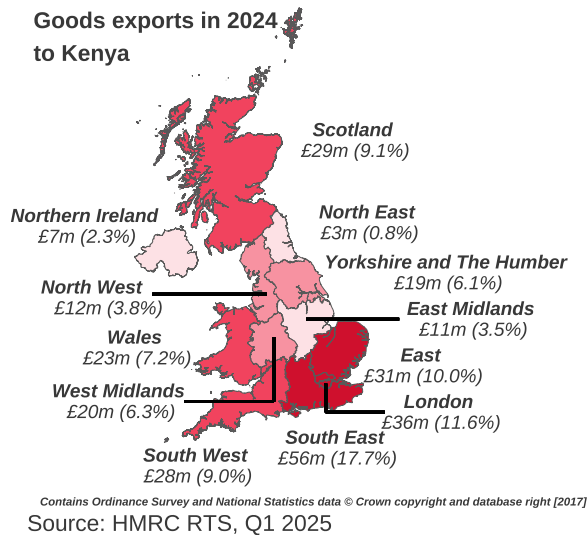 Goods exports in 2024
to Kenya
Scotland
£29m (9.1%)
Northern Ireland
£7m (2.3%)
North East
£3m (0.8%)
Yorkshire and The Humber
£19m (6.1%)
North West
£12m (3.8%)
East Midlands
£11m (3.5%)
Wales
£23m (7.2%)
East
£31m (10.0%)
West Midlands
£20m (6.3%)
London
£36m (11.6%)
South East
£56m (17.7%)
South West
£28m (9.0%)
Contains Ordinance Survey and National Statistics data © Crown copyright and database right [2017]
Source: HMRC RTS, Q1 2025